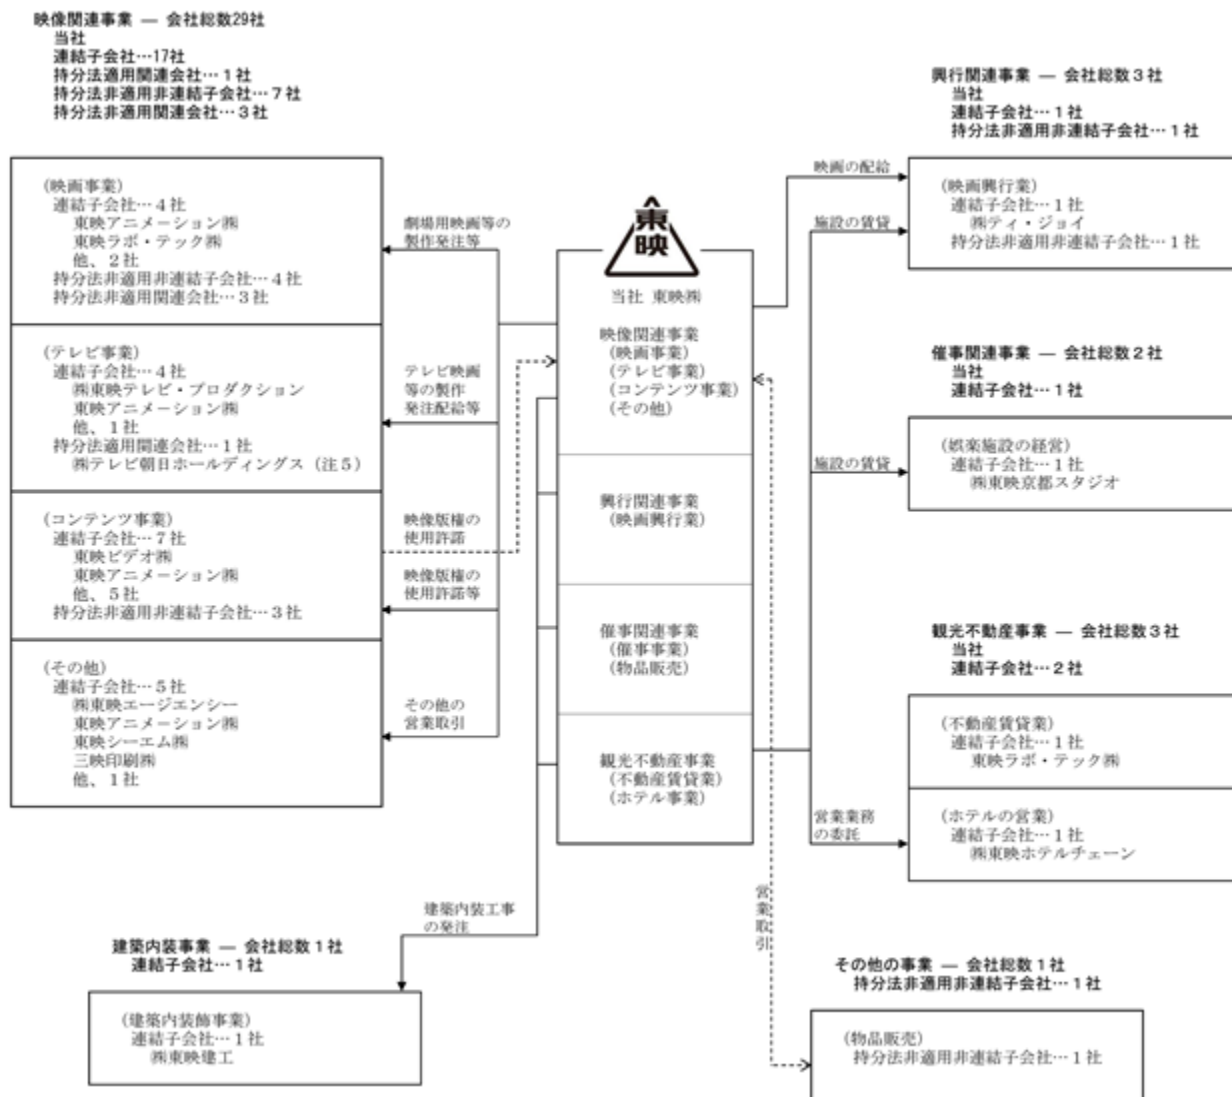 映像関連事業 ― 会社総数29社
当社
連結子会社…17社
持分法適用関連会社…１社
持分法非適用非連結子会社…７社
持分法非適用関連会社…３社
(映画事業)
連結子会社…４社
東映アニメーション㈱
東映ラボ・テック㈱
他、２社
持分法非適用非連結子会社…４社
持分法非適用関連会社…３社
(テレビ事業)
連結子会社…４社
㈱東映テレビ・プロダクション
東映アニメーション㈱
他、１社
持分法適用関連会社…１社
㈱テレビ朝日ホールディングス（注５）
(コンテンツ事業)
連結子会社…７社
東映ビデオ㈱
東映アニメーション㈱
他、５社
持分法非適用非連結子会社…３社
(その他)
連結子会社…５社
㈱東映エージエンシー
東映アニメーション㈱
東映シーエム㈱
三映印刷㈱
他、１社
劇場用映画等の
製作発注等
テレビ映画
等の製作
発注配給等
映像版権の
使用許諾
映像版権の
使用許諾等
その他の
営業取引
建築内装工事
の発注
建築内装事業 ― 会社総数１社
連結子会社…１社
(建築内装飾事業)
連結子会社…１社
㈱東映建工
東映
当社 東映㈱
映像関連事業
(映画事業)
(テレビ事業)
(コンテンツ事業)
(その他)
興行関連事業
(映画興行業)
催事関連事業
(催事事業)
(物品販売)
観光不動産事業
(不動産賃貸業)
(ホテル事業)
映画の配給
施設の賃貸
施設の賃貸
営業業務
の委託
営業取引
興行関連事業 ― 会社総数３社
当社
連結子会社…１社
持分法非適用非連結子会社…１社
(映画興行業)
連結子会社…１社
㈱ティ・ジョイ
持分法非適用非連結子会社…１社
催事関連事業 ― 会社総数２社
当社
連結子会社…１社
(娯楽施設の経営)
連結子会社…１社
㈱東映京都スタジオ
観光不動産事業 ― 会社総数３社
当社
連結子会社…２社
(不動産賃貸業)
連結子会社…１社
東映ラボ・テック㈱
(ホテルの営業)
連結子会社…１社
㈱東映ホテルチェーン
その他の事業 ― 会社総数１社
持分法非適用非連結子会社…１社
(物品販売)
持分法非適用非連結子会社…１社